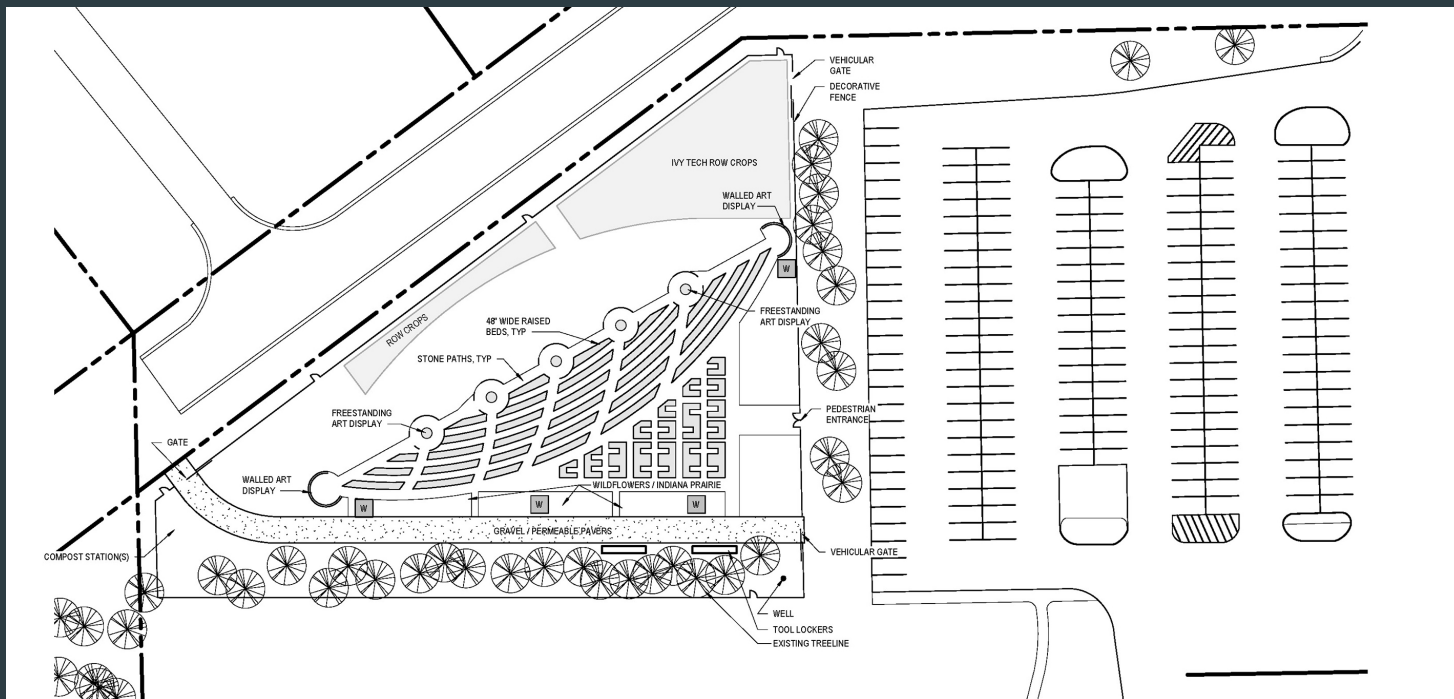 VEHICULAR
GATE
DECORATIVE
FENCE
IVY TECH ROW CROPS
WALLED ART
DISPLAY
W
FREESTANDING
ART DISPLAY
48" WIDE RAISED
BEDS, TYP
ROW CROPS
STONE PATHS, TYP
FREESTANDING
ART DISPLAY
PEDESTRIAN
ENTRANCE
GATE
WALLED ART
DISPLAY
WILDFLOWERS / INDIANA PRAIRIE
W
W
W
GRAVEL / PERMEABLE PAVERS
COMPOST STATION(S)
VEHICULAR GATE
WELL
TOOL LOCKERS
EXISTING TREELINE